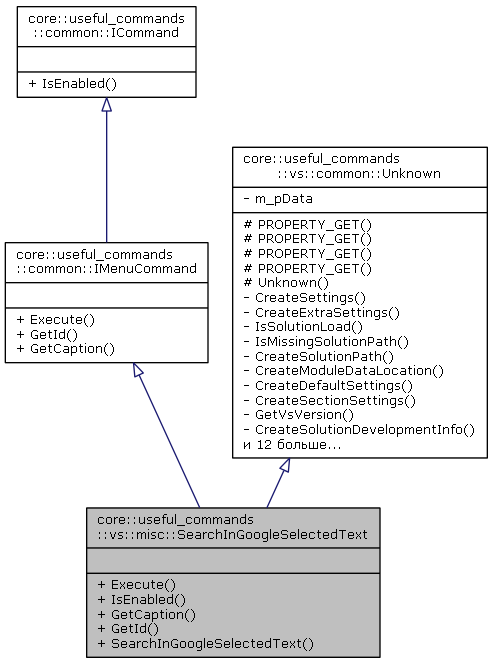 core::useful_commands
::common::ICommand
+ IsEnabled()
core::useful_commands
::vs::common::Unknown
- m_pData
# PROPERTY_GET()
# PROPERTY_GET()
# PROPERTY_GET()
# PROPERTY_GET()
# Unknown()
- CreateSettings()
- CreateExtraSettings()
- IsSolutionLoad()
- IsMissingSolutionPath()
- CreateSolutionPath()
- CreateModuleDataLocation()
- CreateDefaultSettings()
- CreateSectionSettings()
- GetVsVersion()
- CreateSolutionDevelopmentInfo()
и 12 больше...
core::useful_commands
::common::IMenuCommand
+ Execute()
+ GetId()
+ GetCaption()
core::useful_commands
::vs::misc::SearchInGoogleSelectedText
+ Execute()
+ IsEnabled()
+ GetCaption()
+ GetId()
+ SearchInGoogleSelectedText()